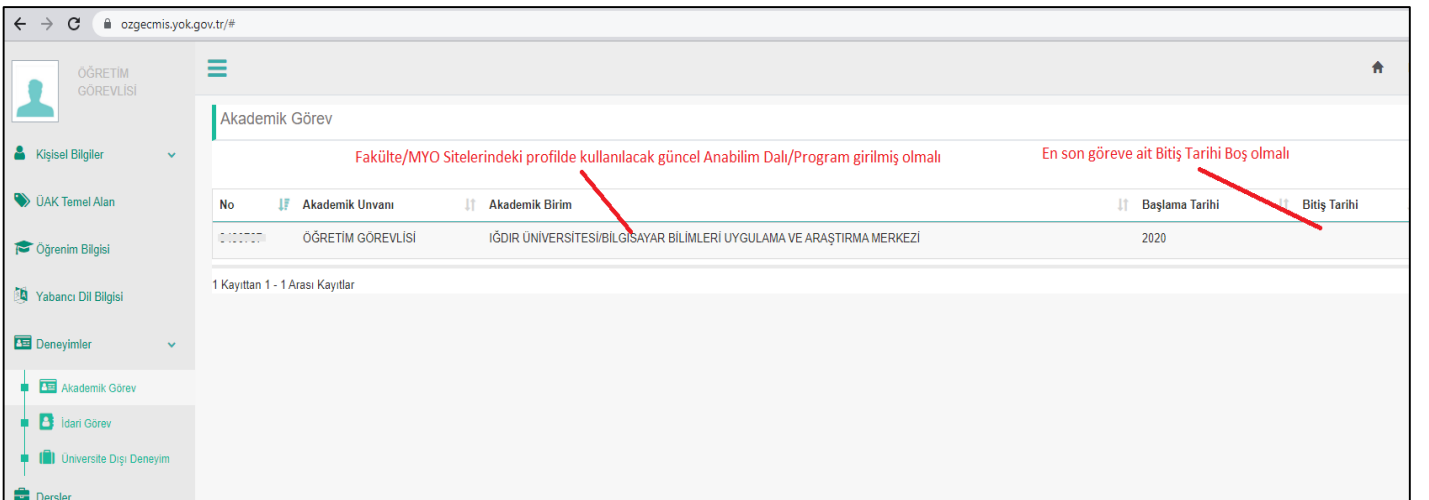 ozgecmis.yok.gov.tr/#
ÖĞRETİM
GÖREVLİSİ
Akademik Görev
Kişisel Bilgiler
Fakülte/MYO Sitelerindeki profilde kullanılacak güncel Anabilim Dalı/Program girilmiş olmalı
En son göreve ait Bitiş Tarihi Boş olmalı
ÜAK Temel Alan
No Akademik Unvanı Akademik Birim Başlama Tarihi Bitiş Tarihi
ÖĞRETİM GÖREVLİSİ IĞDIR ÜNİVERSİTESİ/BİLGİSAYAR BİLİMLERİ UYGULAMA VE ARAŞTIRMA MERKEZİ 2020
Öğrenim Bilgisi
1 Kayıttan 1 - 1 Arası Kayıtlar
Yabancı Dil Bilgisi
Deneyimler
Akademik Görev
İdari Görev
Üniversite Dışı Deneyim
Dersler